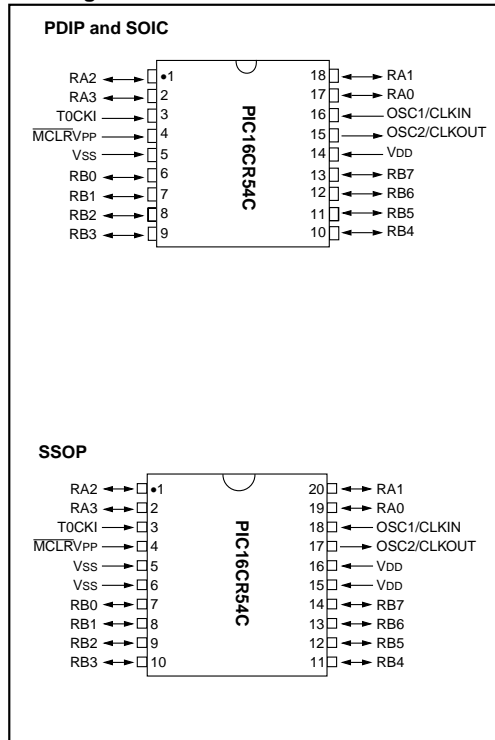 PDIP and SOIC
RA2 •1 18 RA1
RA3 2 17 RA0
T0CKI 3 16 OSC1/CLKIN
MCLRVPP 4 15 OSC2/CLKOUT
VSS 5 14 VDD
RB0 6 13 RB7
RB1 7 12 RB6
RB2 8 11 RB5
RB3 9 10 RB4
PIC16CR54C
SSOP
RA2 •1 20 RA1
RA3 2 19 RA0
T0CKI 3 18 OSC1/CLKIN
MCLRVPP 4 17 OSC2/CLKOUT
VSS 5 16 VDD
VSS 6 15 VDD
RB0 7 14 RB7
RB1 8 13 RB6
RB2 9 12 RB5
RB3 10 11 RB4
PIC16CR54C